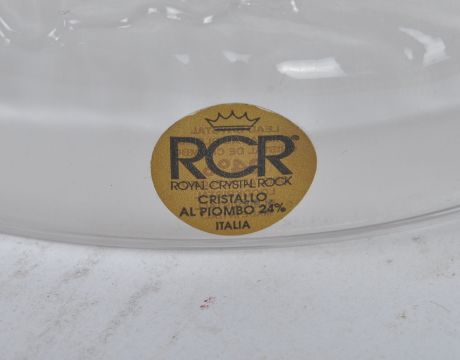 RCR®
ROYAL CRYSTAL ROCK
CRISTALLO
AL PIOMBO 24%
ITALIA